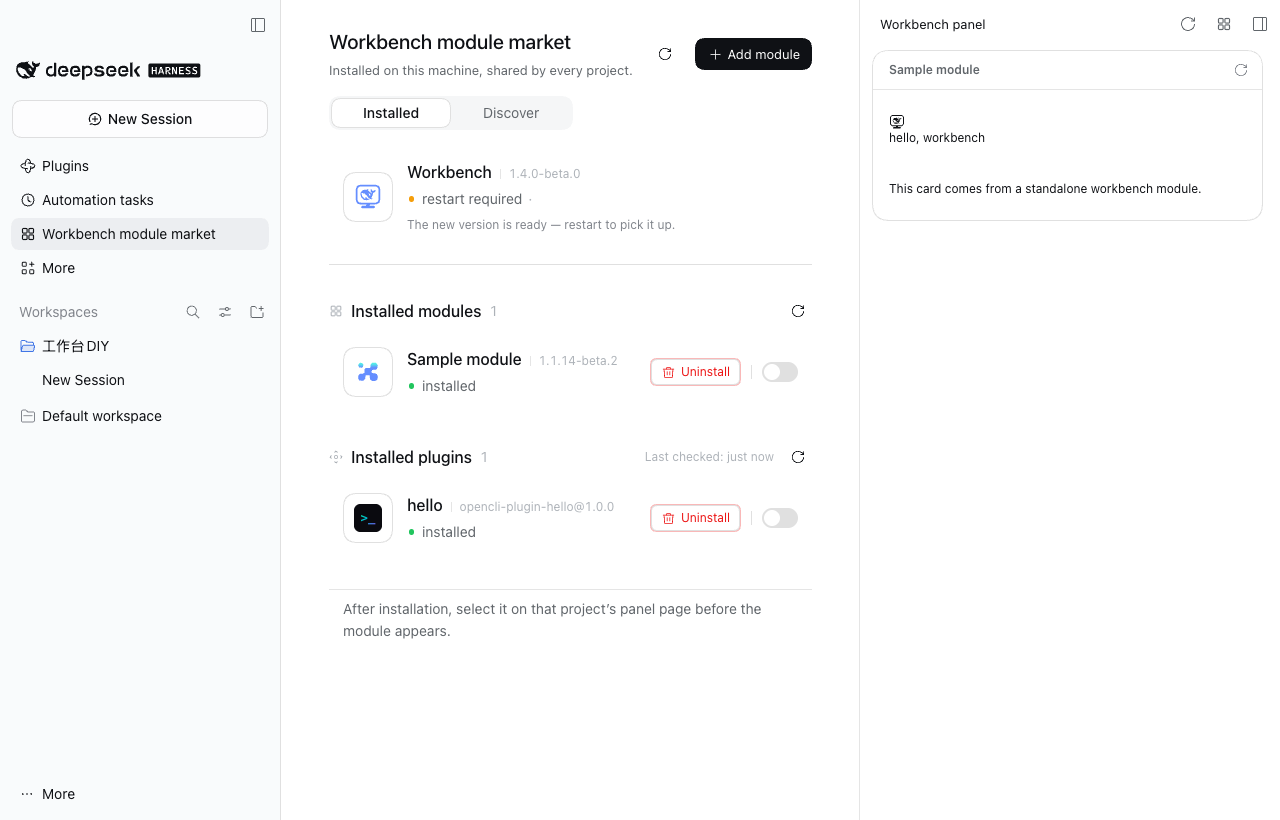 deepseek HARNESS
New Session
Plugins
Automation tasks
Workbench module market
More
Workspaces
工作台DIY
New Session
Default workspace
More
Workbench module market
Installed on this machine, shared by every project.
Add module
Installed
Discover
Workbench
1.4.0-beta.0
restart required ·
The new version is ready — restart to pick it up.
Installed modules 1
Sample module
1.1.14-beta.2
installed
Uninstall
Installed plugins 1
Last checked: just now
>_
hello
opencli-plugin-hello@1.0.0
installed
Uninstall
After installation, select it on that project's panel page before the
module appears.
Workbench panel
Sample module
hello, workbench
This card comes from a standalone workbench module.